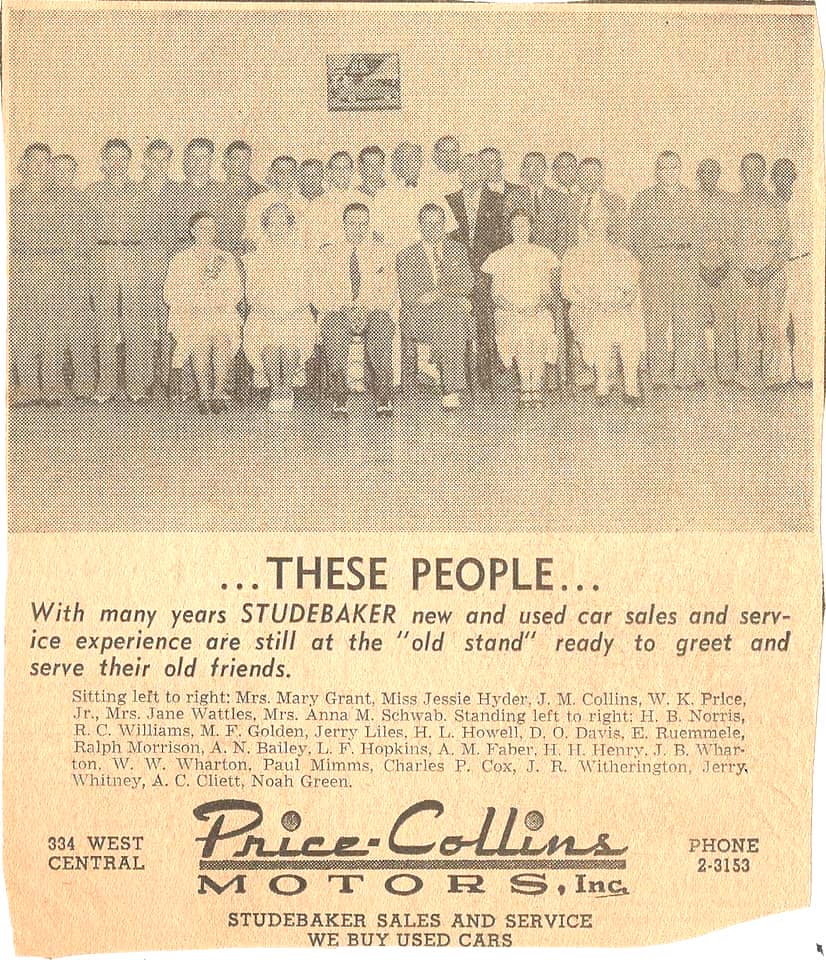 ...THESE PEOPLE...
With many years STUDEBAKER new and used car sales and serv-
ice experience are still at the "old stand" ready to greet and
serve their old friends.
Sitting left to right: Mrs. Mary Grant, Miss Jessie Hyder, J. M. Collins, W. K. Price,
Jr., Mrs. Jane Wattles, Mrs. Anna M. Schwab. Standing left to right: H. B. Norris,
R. C. Williams, M. F. Golden, Jerry Liles, H. L. Howell, D. O. Davis, E. Ruemmele,
Ralph Morrison, A. N. Bailey, L. F. Hopkins, A. M. Faber, H. H. Henry, J. B. Whar-
ton, W. W. Wharton, Paul Mimms, Charles P. Cox, J. R. Witherington, Jerry
Whitney, A. C. Cliett, Noah Green.
334 WEST
CENTRAL
Price-Collins
MOTORS, Inc.
PHONE
2-3153
STUDEBAKER SALES AND SERVICE
WE BUY USED CARS